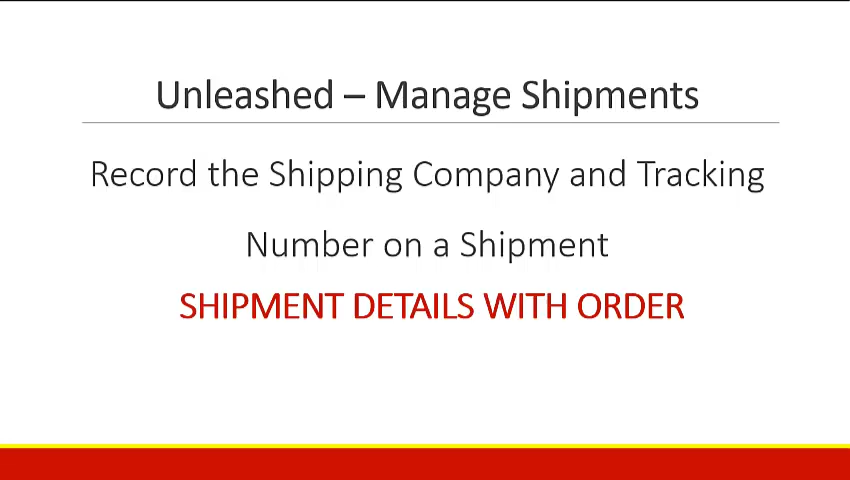 Unleashed – Manage Shipments
Record the Shipping Company and Tracking
Number on a Shipment
SHIPMENT DETAILS WITH ORDER